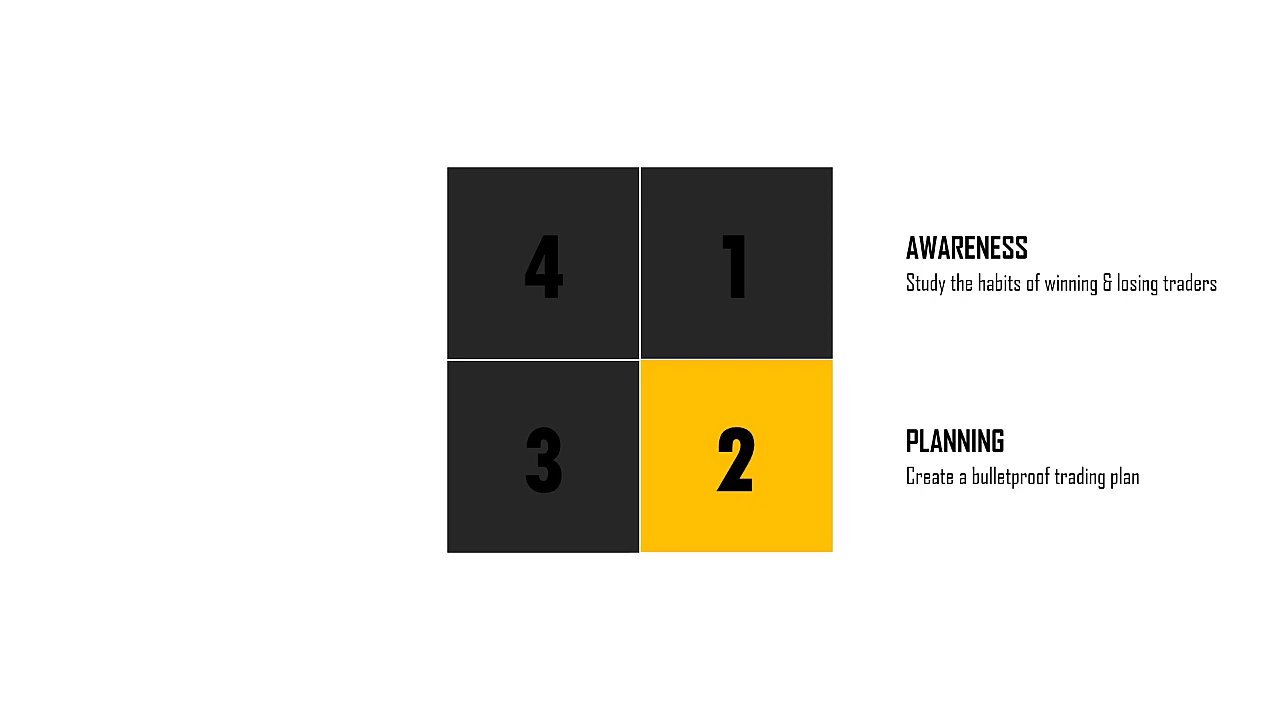 4
1
AWARENESS
Study the habits of winning & losing traders
3
2
PLANNING
Create a bulletproof trading plan